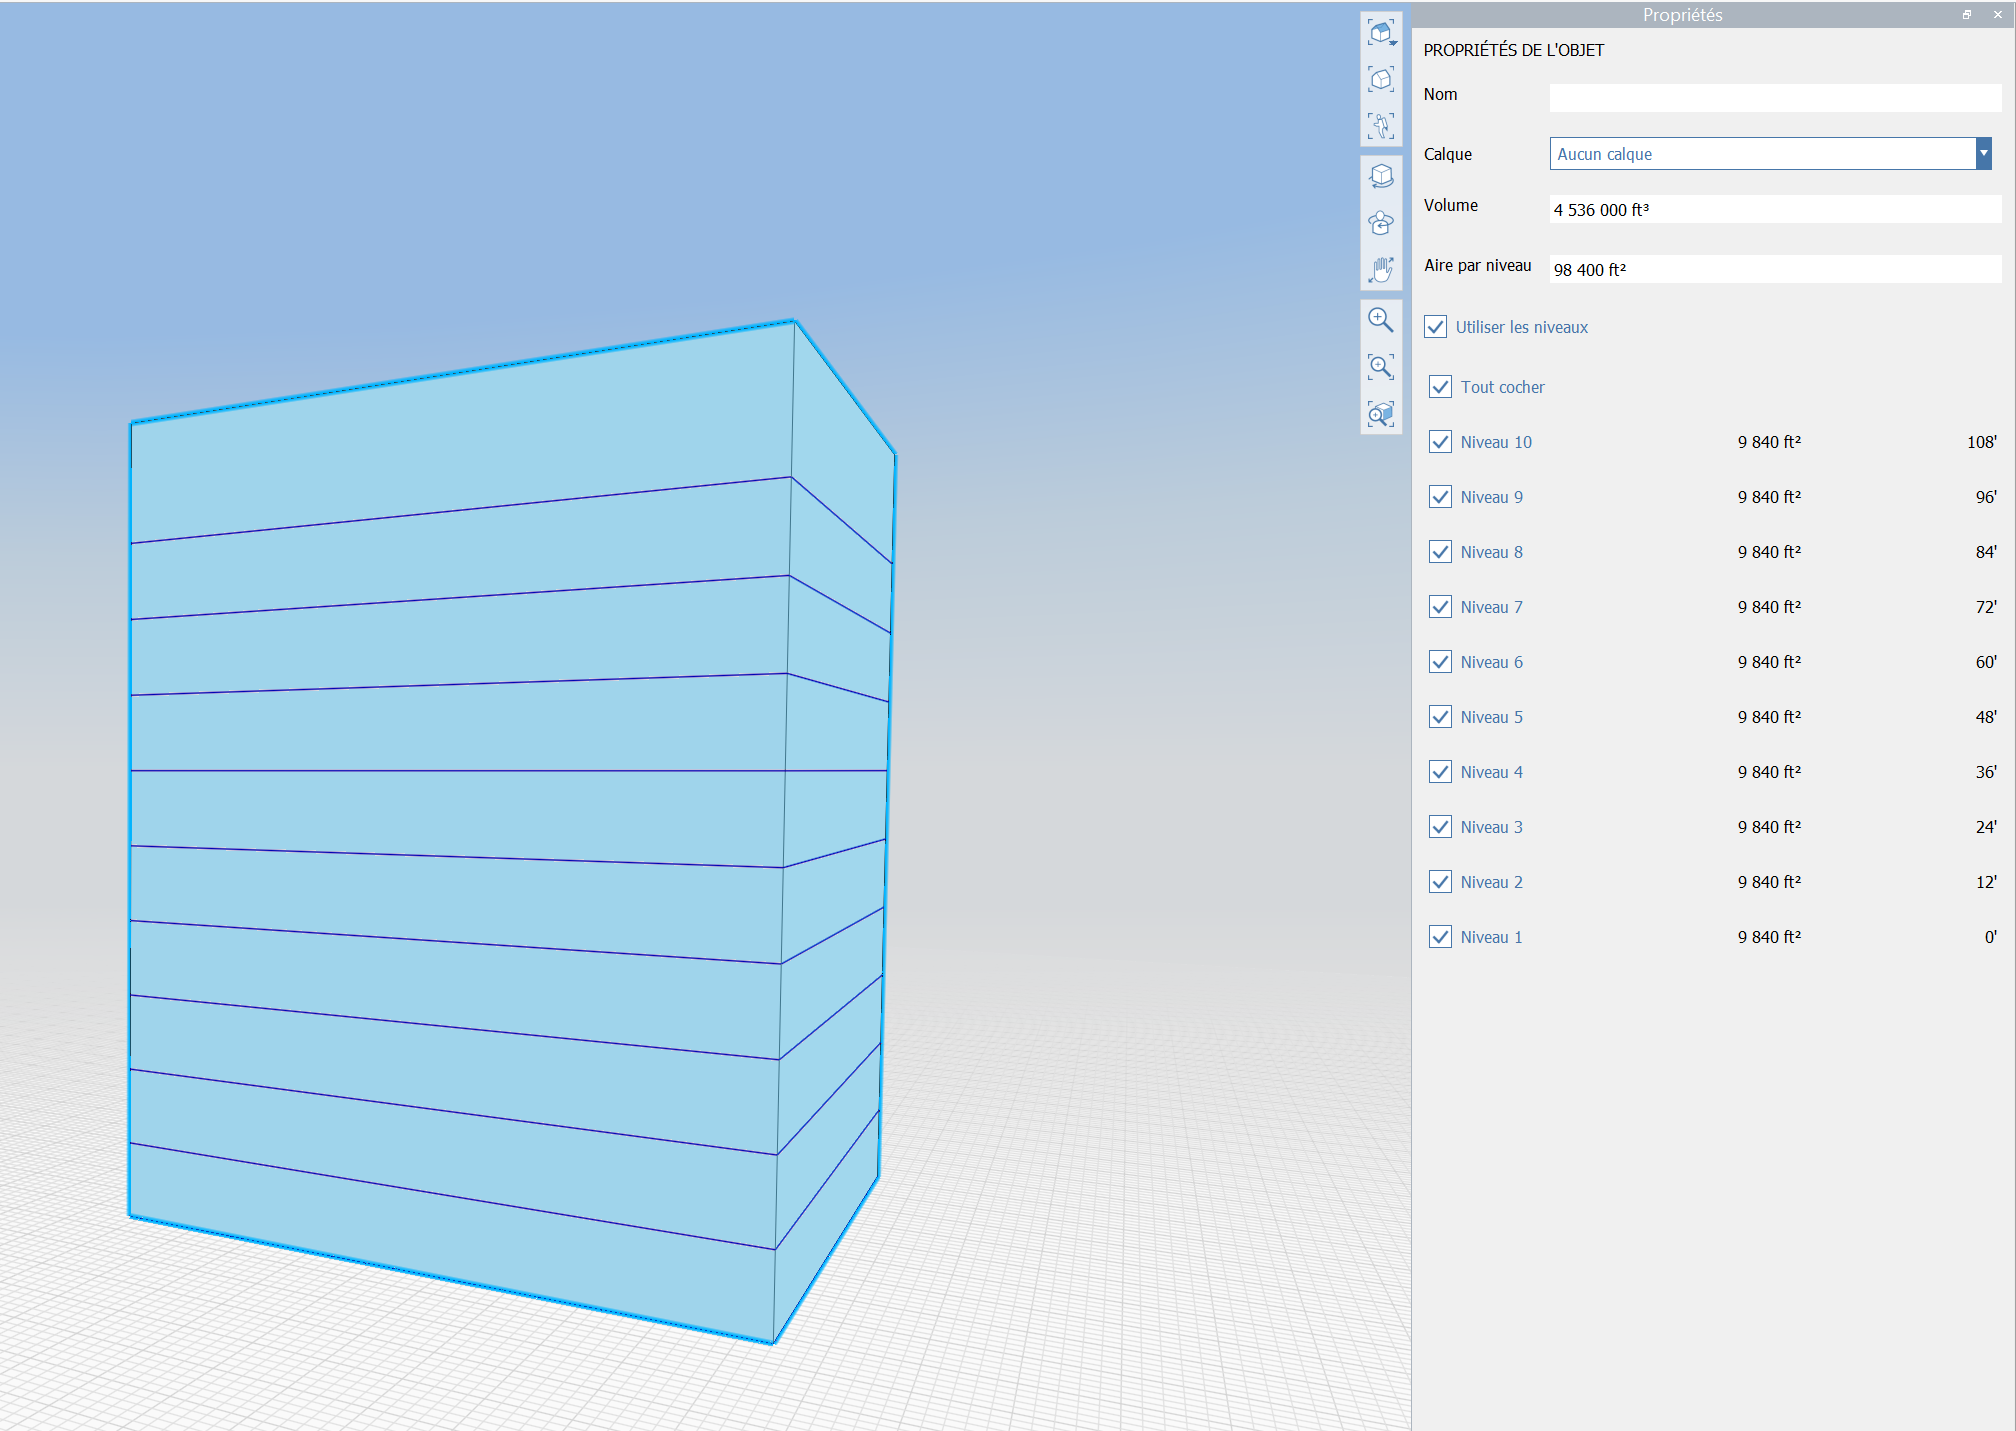 Propriétés
PROPRIÉTÉS DE L'OBJET
Nom
Calque Aucun calque
Volume 4 536 000 ft³
Aire par niveau 98 400 ft²
Utiliser les niveaux
Tout cocher
Niveau 10 9 840 ft² 108'
Niveau 9 9 840 ft² 96'
Niveau 8 9 840 ft² 84'
Niveau 7 9 840 ft² 72'
Niveau 6 9 840 ft² 60'
Niveau 5 9 840 ft² 48'
Niveau 4 9 840 ft² 36'
Niveau 3 9 840 ft² 24'
Niveau 2 9 840 ft² 12'
Niveau 1 9 840 ft² 0'